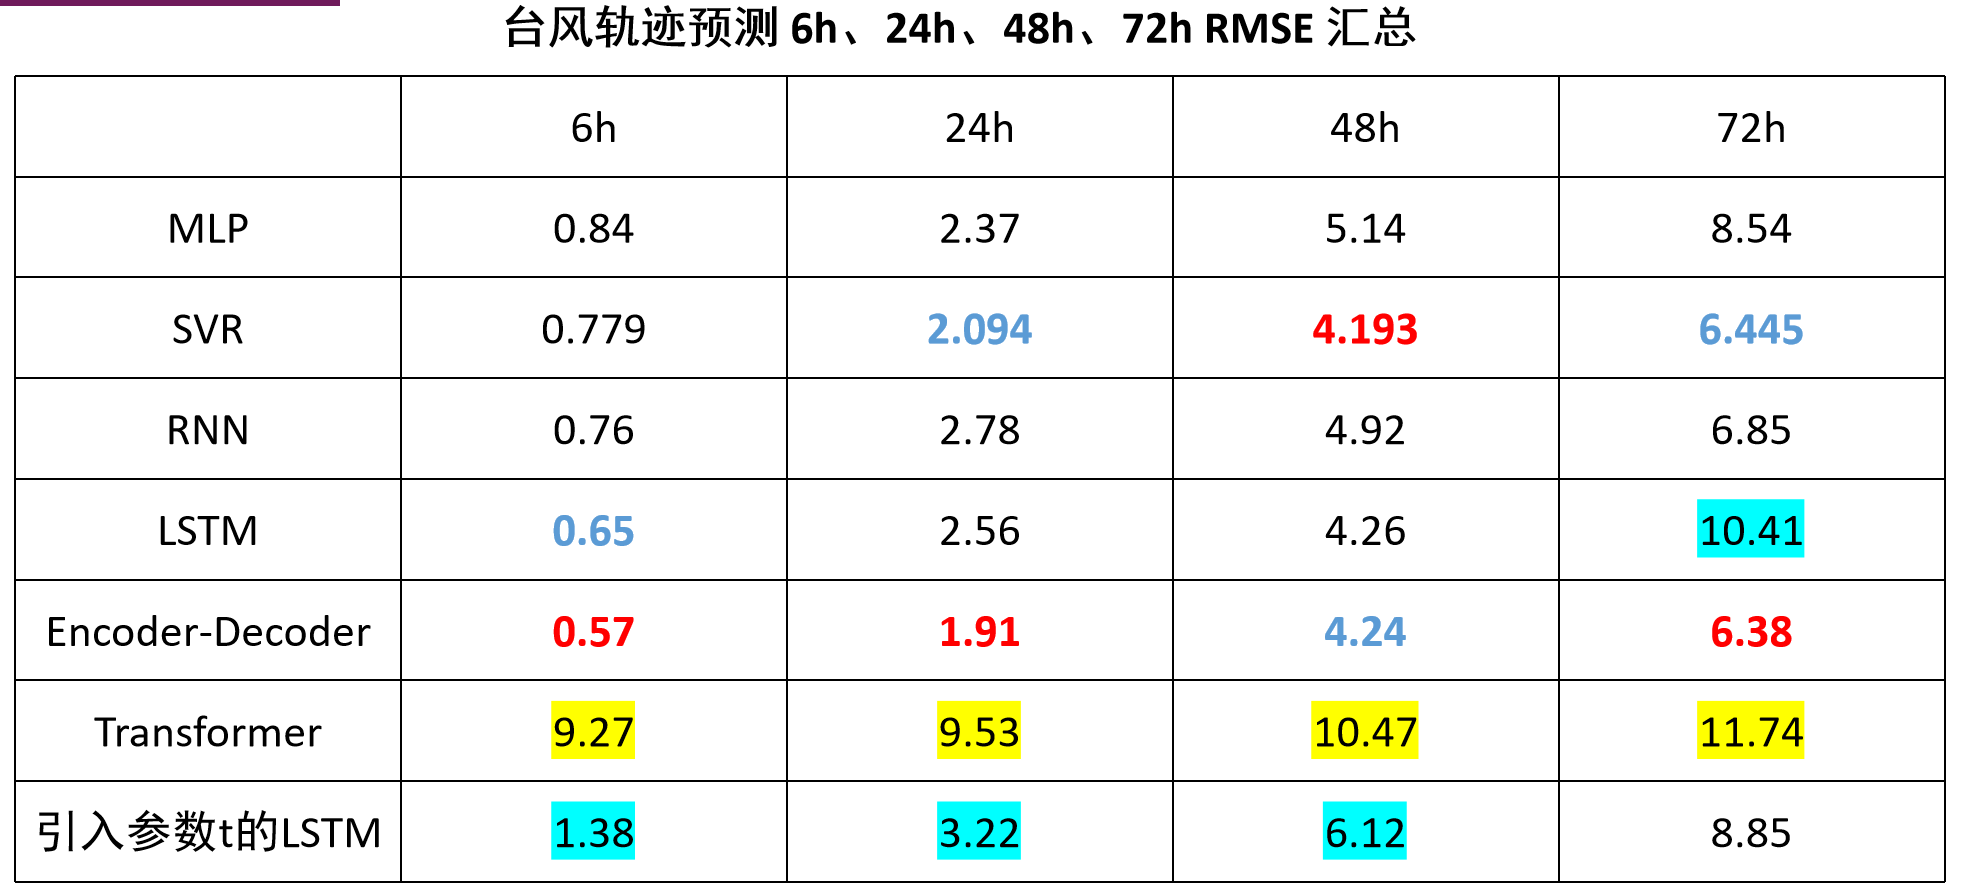 台风轨迹预测 6h、24h、48h、72h RMSE 汇总
6h 24h 48h 72h
MLP 0.84 2.37 5.14 8.54
SVR 0.779 2.094 4.193 6.445
RNN 0.76 2.78 4.92 6.85
LSTM 0.65 2.56 4.26 10.41
Encoder-Decoder 0.57 1.91 4.24 6.38
Transformer 9.27 9.53 10.47 11.74
引入参数t的LSTM 1.38 3.22 6.12 8.85